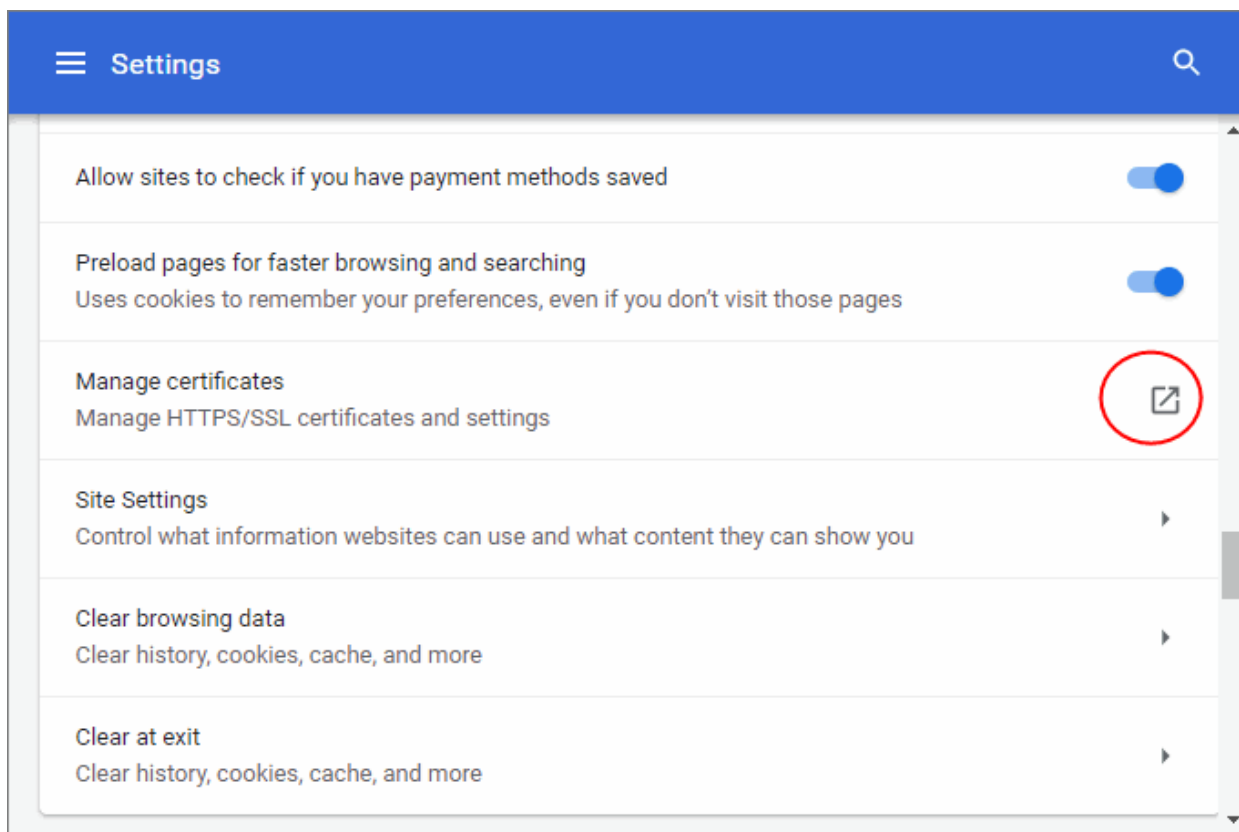 Settings
Allow sites to check if you have payment methods saved
Preload pages for faster browsing and searching
Uses cookies to remember your preferences, even if you don’t visit those pages
Manage certificates
Manage HTTPS/SSL certificates and settings
Site Settings
Control what information websites can use and what content they can show you
Clear browsing data
Clear history, cookies, cache, and more
Clear at exit
Clear history, cookies, cache, and more